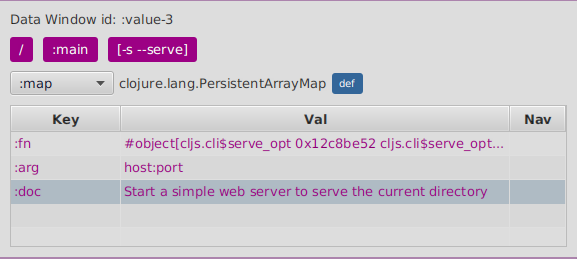 Data Window id: :value-3
/ :main [-s --serve]
:map clojure.lang.PersistentArrayMap def
Key Val Nav
:fn #object[cljs.cli$serve_opt 0x12c8be52 cljs.cli$serve_opt...
:arg host:port
:doc Start a simple web server to serve the current directory